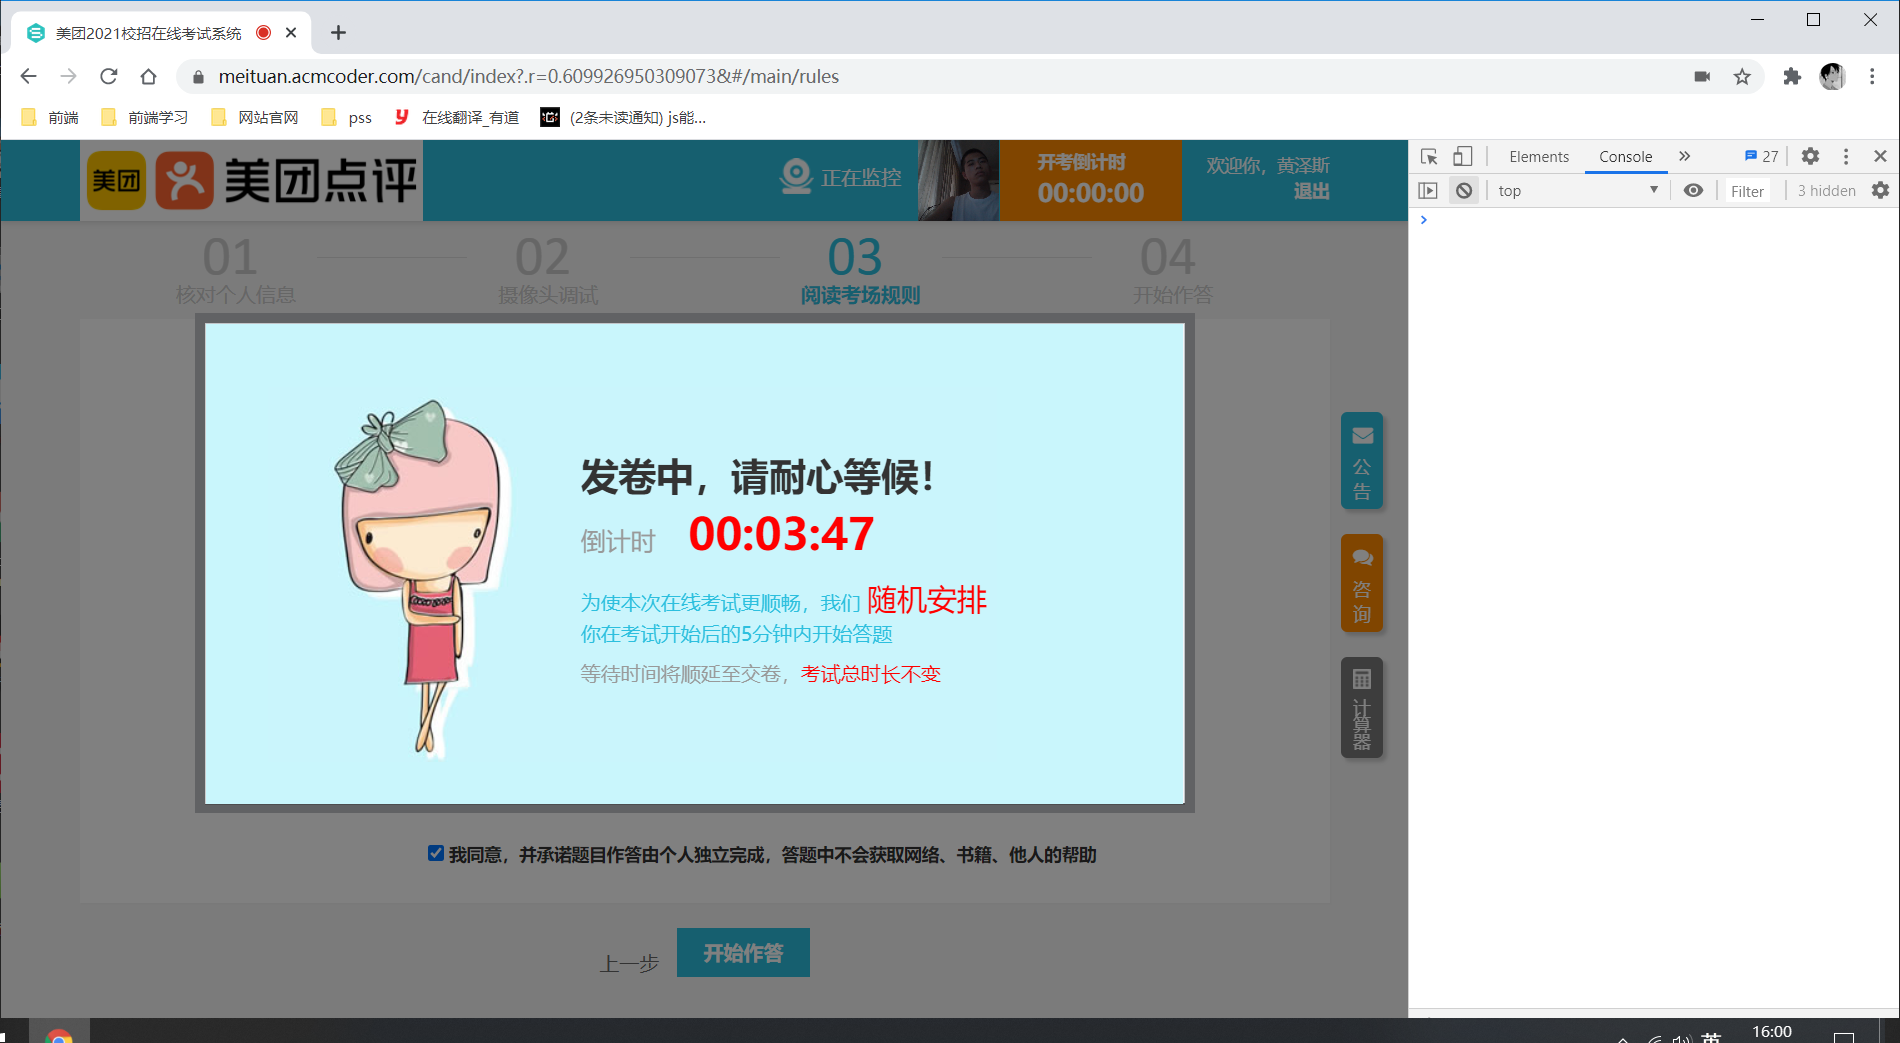 美团2021校招在线考试系统
meituan.acmcoder.com/cand/index?.r=0.609926950309073&#/main/rules
前端
前端学习
网站官网
pss
在线翻译_有道
(2条未读通知) js能...
美团
美团点评
正在监控
开考倒计时
00:00:00
欢迎你，黄泽斯
退出
Elements
Console
27
top
Filter
3 hidden
01
核对个人信息
02
摄像头调试
03
阅读考场规则
04
开始作答
发卷中，请耐心等候！
倒计时 00:03:47
为使本次在线考试更顺畅，我们 随机安排
你在考试开始后的5分钟内开始答题
等待时间将顺延至交卷，考试总时长不变
公告
咨询
计算器
我同意，并承诺题目作答由个人独立完成，答题中不会获取网络、书籍、他人的帮助
上一步
开始作答
英
16:00